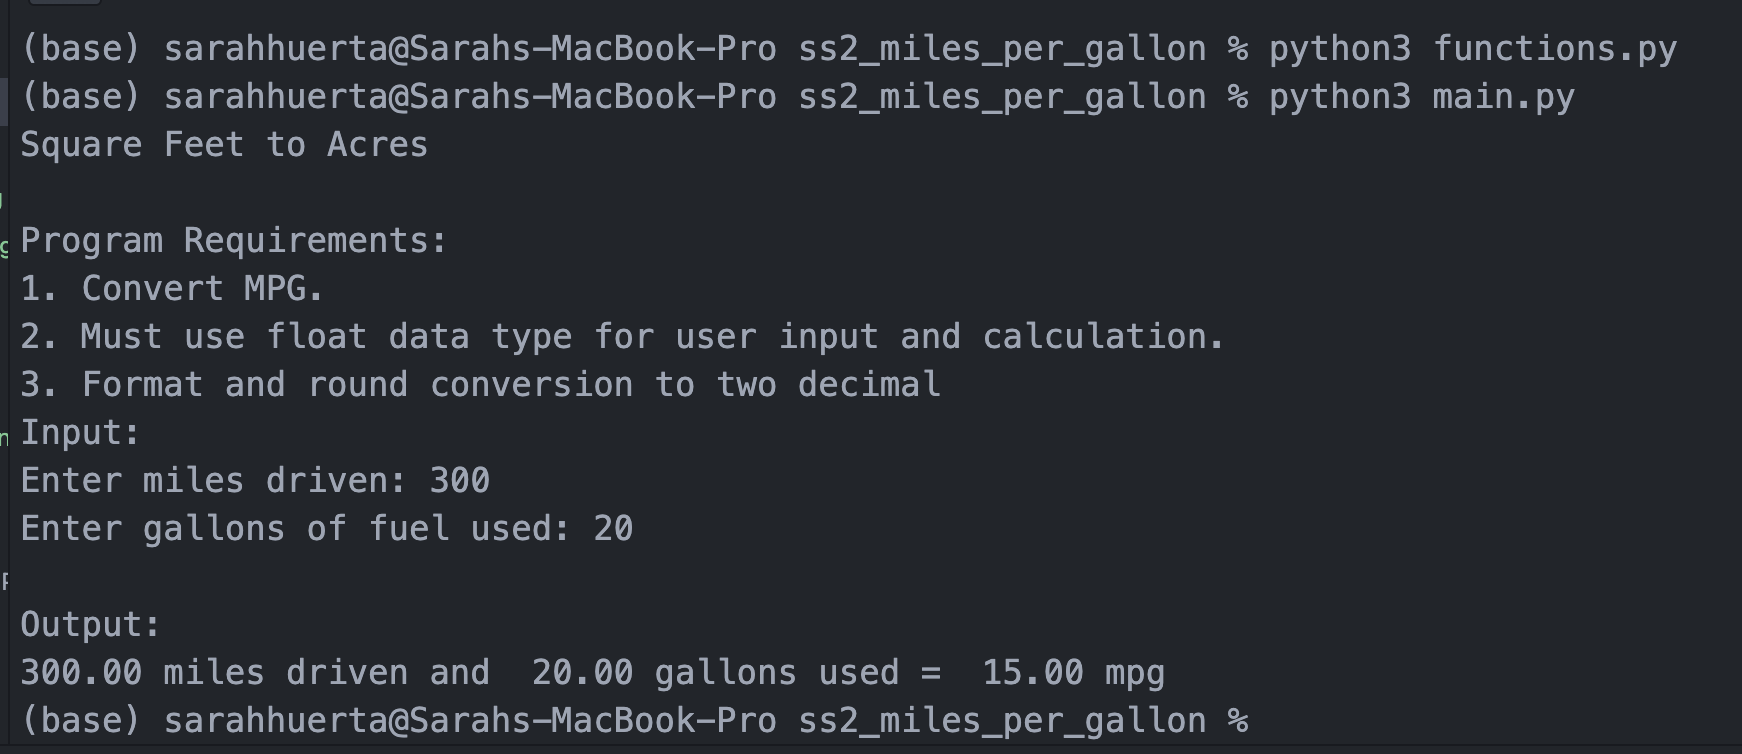 (base) sarahhuerta@Sarahs-MacBook-Pro ss2_miles_per_gallon % python3 functions.py
(base) sarahhuerta@Sarahs-MacBook-Pro ss2_miles_per_gallon % python3 main.py
Square Feet to Acres
Program Requirements:
1. Convert MPG.
2. Must use float data type for user input and calculation.
3. Format and round conversion to two decimal
Input:
Enter miles driven: 300
Enter gallons of fuel used: 20
Output:
300.00 miles driven and  20.00 gallons used =  15.00 mpg
(base) sarahhuerta@Sarahs-MacBook-Pro ss2_miles_per_gallon %